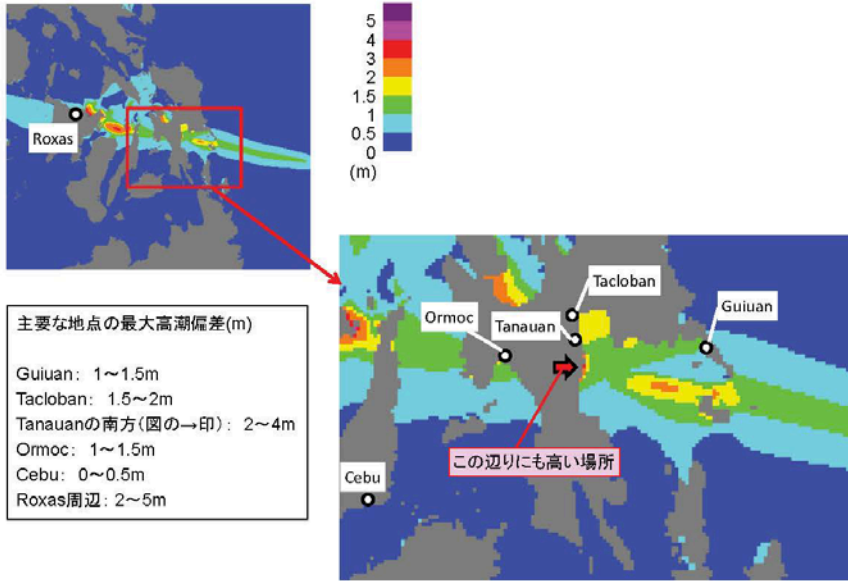 Roxas
5
4
3
2
1.5
1
0.5
0
(m)
主要な地点の最大高潮偏差(m)
Guiuan: 1～1.5m
Tacloban: 1.5～2m
Tanauanの南方(図の→印): 2～4m
Ormoc: 1～1.5m
Cebu: 0～0.5m
Roxas周辺: 2～5m
Tacloban
Ormoc
Tanauan
Guiuan
この辺りにも高い場所
Cebu